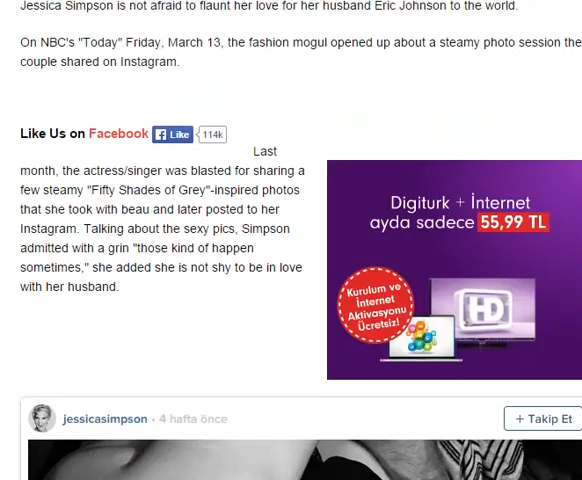 Jessica Simpson is not afraid to flaunt her love for her husband Eric Johnson to the world.
On NBC's "Today" Friday, March 13, the fashion mogul opened up about a steamy photo session the
couple shared on Instagram.
Like Us on Facebook Like 114k
Last
month, the actress/singer was blasted for sharing a
few steamy "Fifty Shades of Grey"-inspired photos
that she took with beau and later posted to her
Instagram. Talking about the sexy pics, Simpson
admitted with a grin "those kind of happen
sometimes," she added she is not shy to be in love
with her husband.
Digiturk + İnternet
ayda sadece 55,99 TL
Kurulum ve
İnternet
Aktivasyonu
Ücretsiz!
HD
jessicasimpson • 4 hafta önce
+ Takip Et